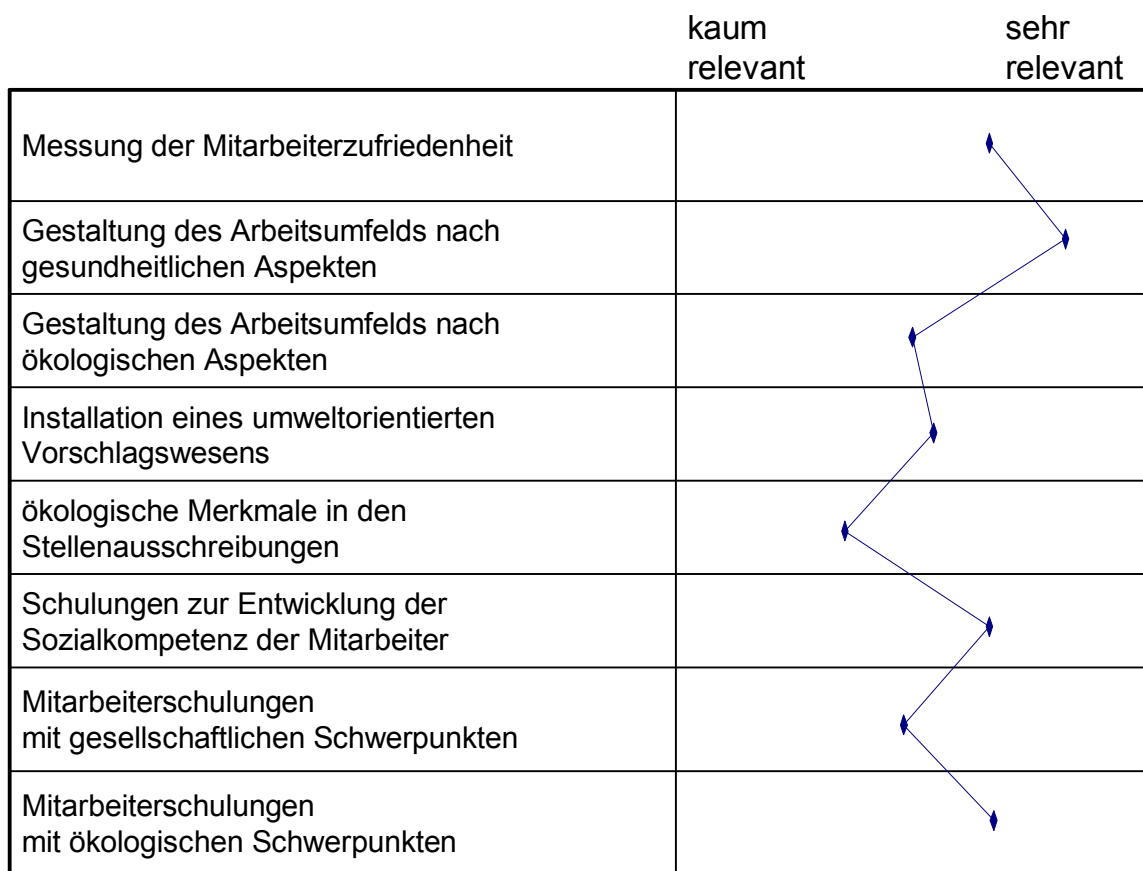 kaum
relevant
sehr
relevant
Messung der Mitarbeiterzufriedenheit
Gestaltung des Arbeitsumfelds nach
gesundheitlichen Aspekten
Gestaltung des Arbeitsumfelds nach
ökologischen Aspekten
Installation eines umweltorientierten
Vorschlagswesens
ökologische Merkmale in den
Stellenausschreibungen
Schulungen zur Entwicklung der
Sozialkompetenz der Mitarbeiter
Mitarbeiterschulungen
mit gesellschaftlichen Schwerpunkten
Mitarbeiterschulungen
mit ökologischen Schwerpunkten